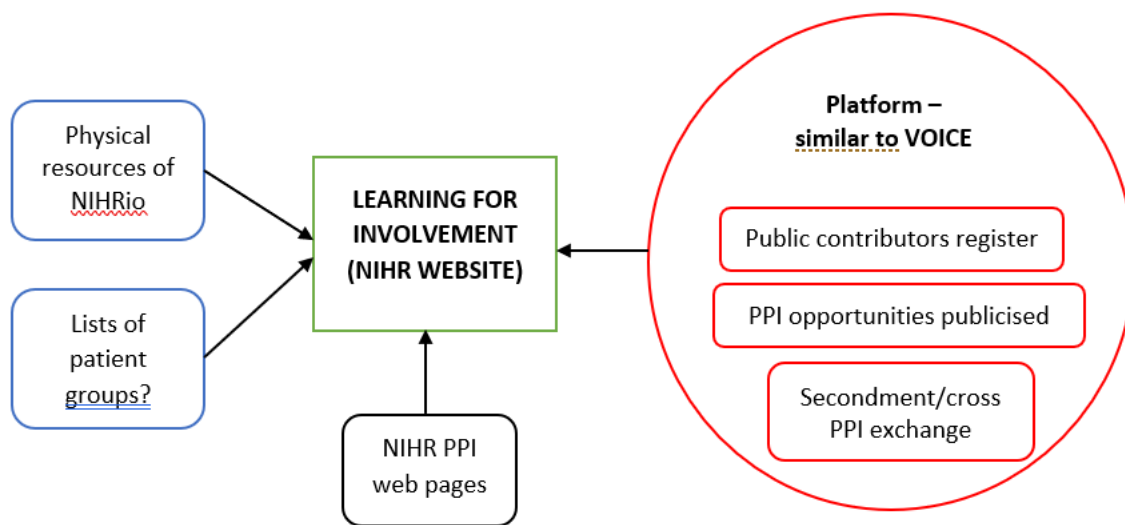 Physical
resources of
NIHRio
Lists of
patient
groups?
LEARNING FOR
INVOLVEMENT
(NIHR WEBSITE)
NIHR PPI
web pages
Platform –
similar to VOICE
Public contributors register
PPI opportunities publicised
Secondment/cross
PPI exchange